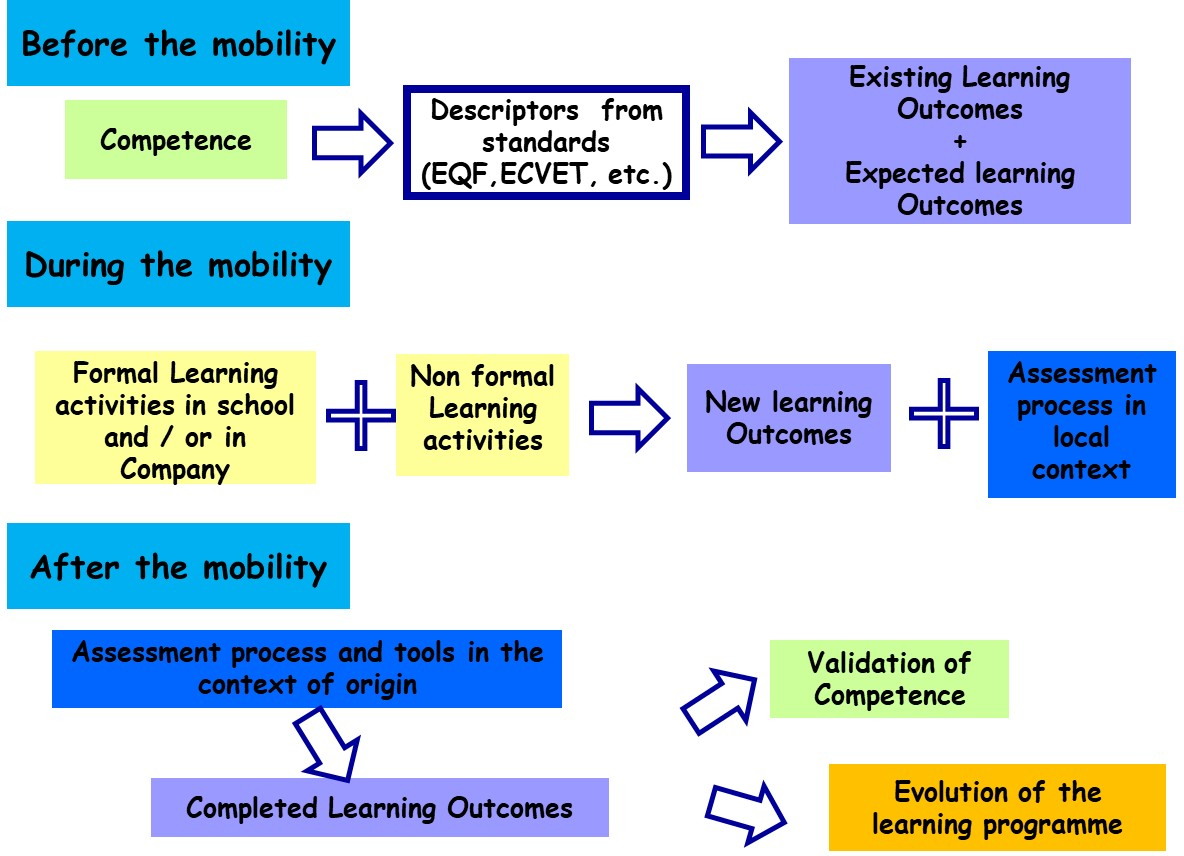 Before the mobility
Competence
Descriptors from
standards
(EQF,ECVET, etc.)
Existing Learning
Outcomes
+
Expected learning
Outcomes
During the mobility
Formal Learning
activities in school
and / or in
Company
Non formal
Learning
activities
New learning
Outcomes
Assessment
process in
local
context
After the mobility
Assessment process and tools in the
context of origin
Completed Learning Outcomes
Validation of
Competence
Evolution of the
learning programme